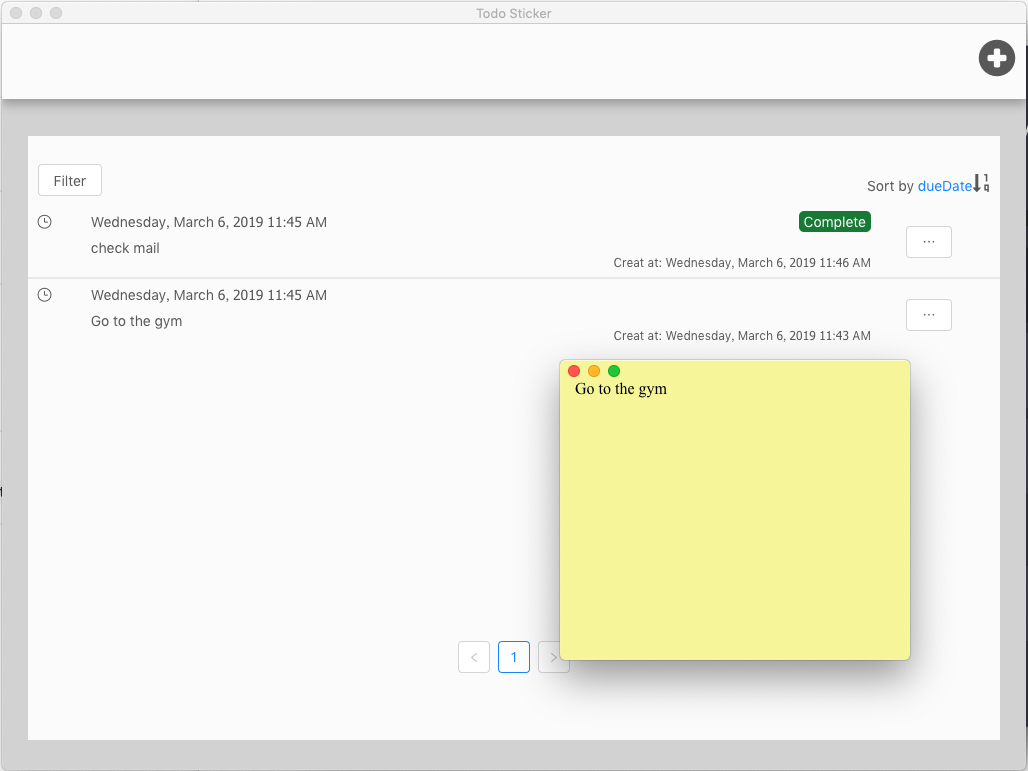 Todo Sticker
Filter
Sort by dueDate
Wednesday, March 6, 2019 11:45 AM
Complete
check mail
...
Creat at: Wednesday, March 6, 2019 11:46 AM
Wednesday, March 6, 2019 11:45 AM
Go to the gym
...
Creat at: Wednesday, March 6, 2019 11:43 AM
Go to the gym
< 1 >